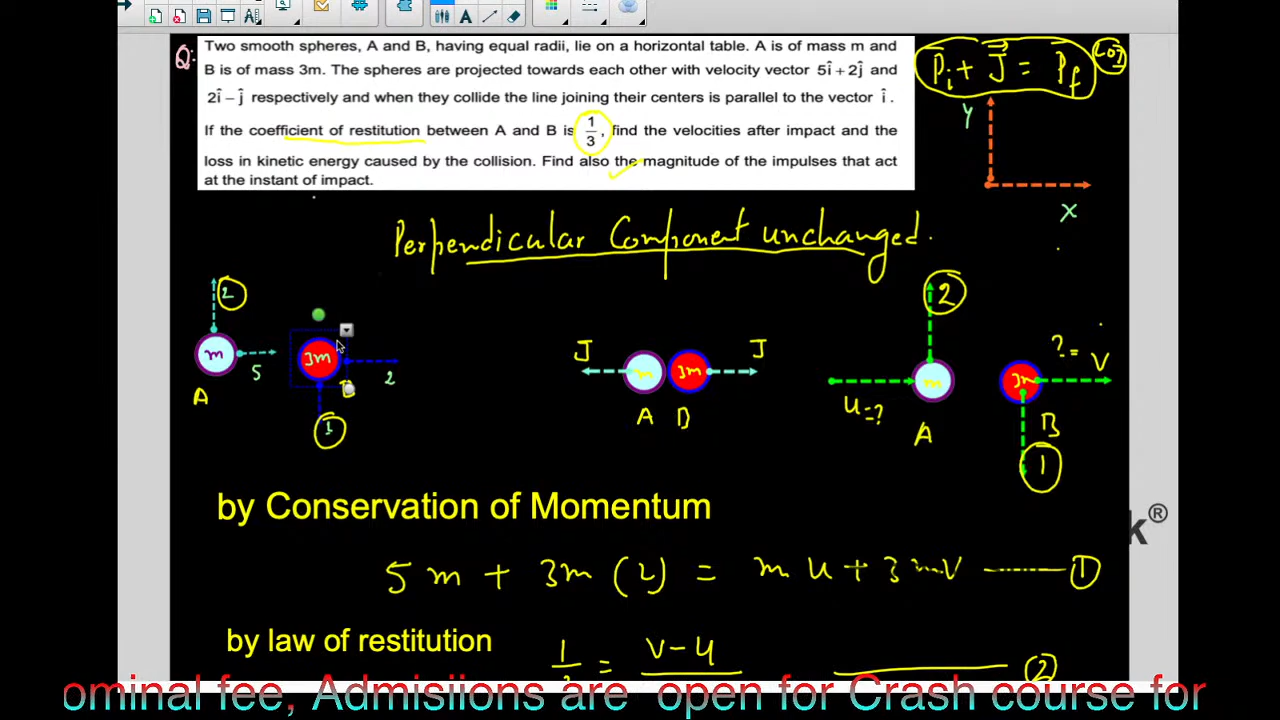 Q:
Two smooth spheres, A and B, having equal radii, lie on a horizontal table. A is of mass m and
B is of mass 3m. The spheres are projected towards each other with velocity vector 5î + 2ĵ and
2î − ĵ respectively and when they collide the line joining their centers is parallel to the vector î .
If the coefficient of restitution between A and B is 1/3, find the velocities after impact and the
loss in kinetic energy caused by the collision. Find also the magnitude of the impulses that act
at the instant of impact.
P⃗i + J⃗ = P⃗f
Y
X
Perpendicular Component unchanged.
2
m
5
A
3m
2
B
1
J
m
3m
J
A B
2
m
u=?
A
3m
?= V
B
1
k®
by Conservation of Momentum
5m + 3m (2) = m u + 3mV ------- 1
by law of restitution
1/3 = V − u ——— 2
ominal fee, Admisiions are open for Crash course for